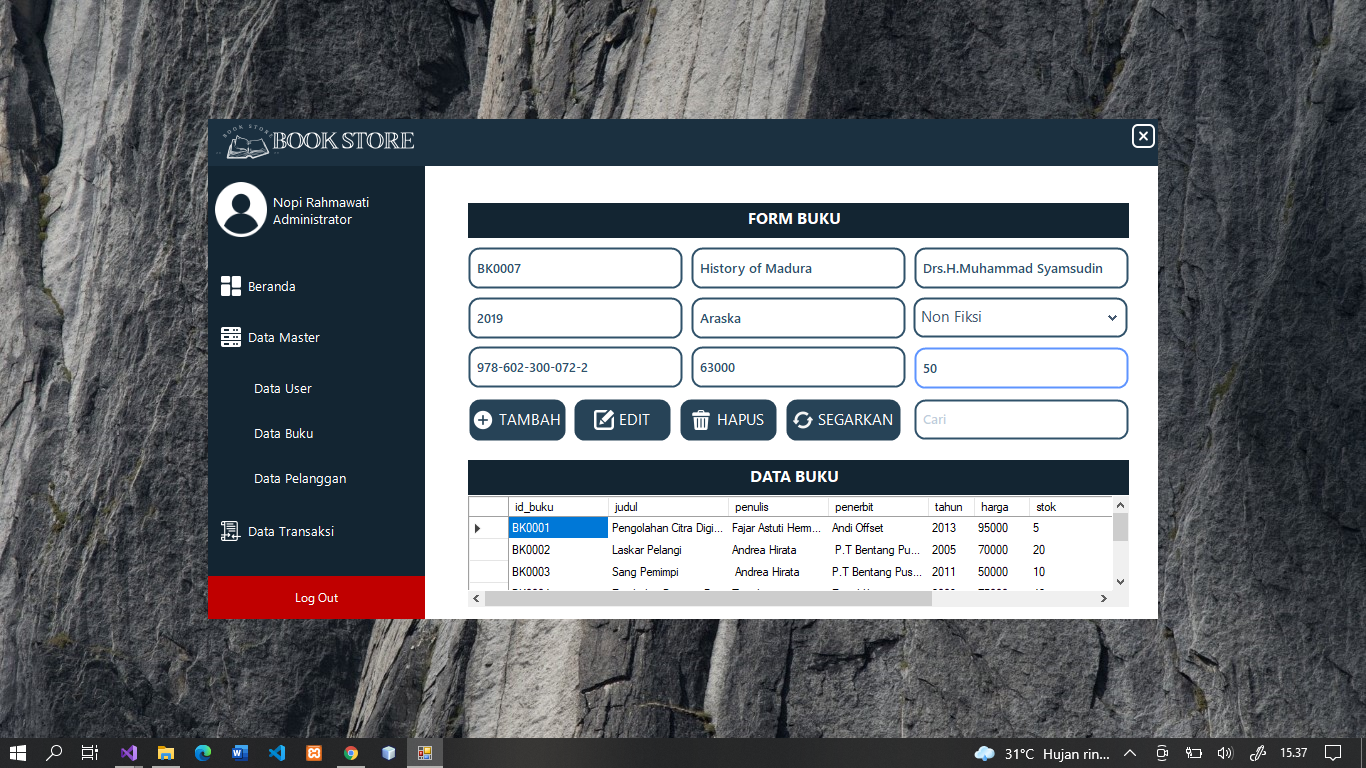 BOOK STORE
BOOK STORE
Nopi Rahmawati
Administrator
Beranda
Data Master
Data User
Data Buku
Data Pelanggan
Data Transaksi
Log Out
FORM BUKU
BK0007 History of Madura Drs.H.Muhammad Syamsudin
2019 Araska Non Fiksi
978-602-300-072-2 63000 50
TAMBAH EDIT HAPUS SEGARKAN Cari
DATA BUKU
id_buku judul penulis penerbit tahun harga stok
BK0001 Pengolahan Citra Digi... Fajar Astuti Herm... Andi Offset 2013 95000 5
BK0002 Laskar Pelangi Andrea Hirata P.T Bentang Pu... 2005 70000 20
BK0003 Sang Pemimpi Andrea Hirata P.T Bentang Pus... 2011 50000 10
31°C Hujan rin... 15.37